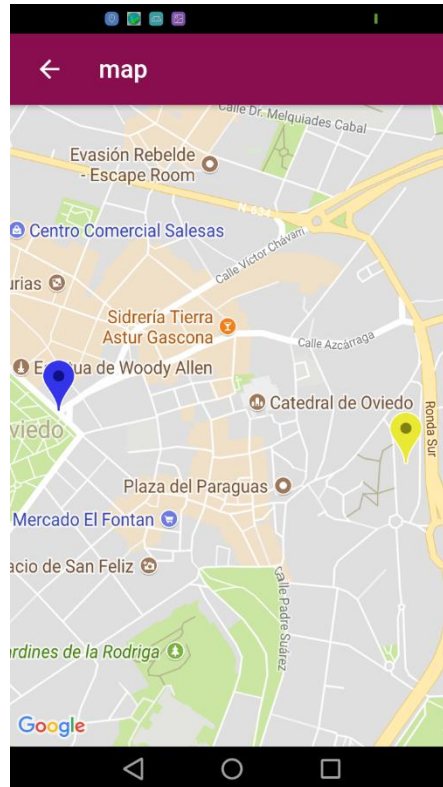 map
Calle Dr. Melquiades Cabal
Evasión Rebelde
- Escape Room
N-634
Centro Comercial Salesas
Calle Víctor Chávarri
urias
Sidrería Tierra
Astur Gascona
Calle Azcárraga
E tua de Woody Allen
Catedral de Oviedo
viedo
Ronda Sur
Plaza del Paraguas
Mercado El Fontan
acio de San Feliz
Calle Padre Suárez
ardines de la Rodriga
Google